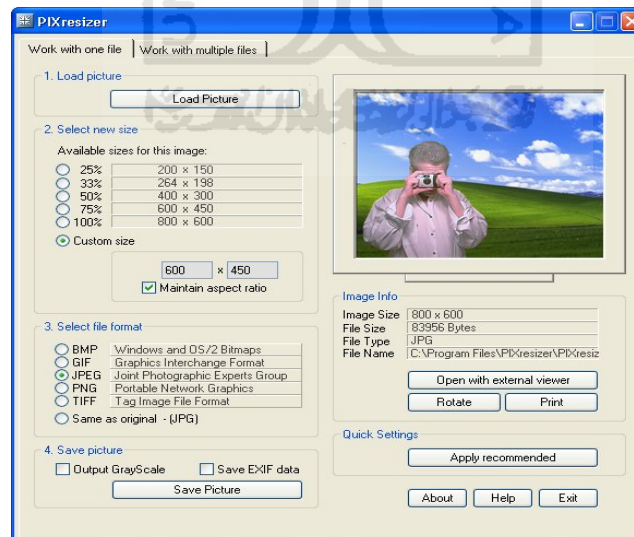 PIXresizer
Work with one file
Work with multiple files
1. Load picture
Load Picture
2. Select new size
Available sizes for this image:
25% 200 x 150
33% 264 x 198
50% 400 x 300
75% 600 x 450
100% 800 x 600
Custom size
600 x 450
Maintain aspect ratio
3. Select file format
BMP Windows and OS/2 Bitmaps
GIF Graphics Interchange Format
JPEG Joint Photographic Experts Group
PNG Portable Network Graphics
TIFF Tag Image File Format
Same as original - (JPG)
4. Save picture
Output GrayScale
Save EXIF data
Save Picture
Image Info
Image Size 800 x 600
File Size 83956 Bytes
File Type JPG
File Name C:\Program Files\PIXresizer\PIXresiz
Open with external viewer
Rotate
Print
Quick Settings
Apply recommended
About
Help
Exit